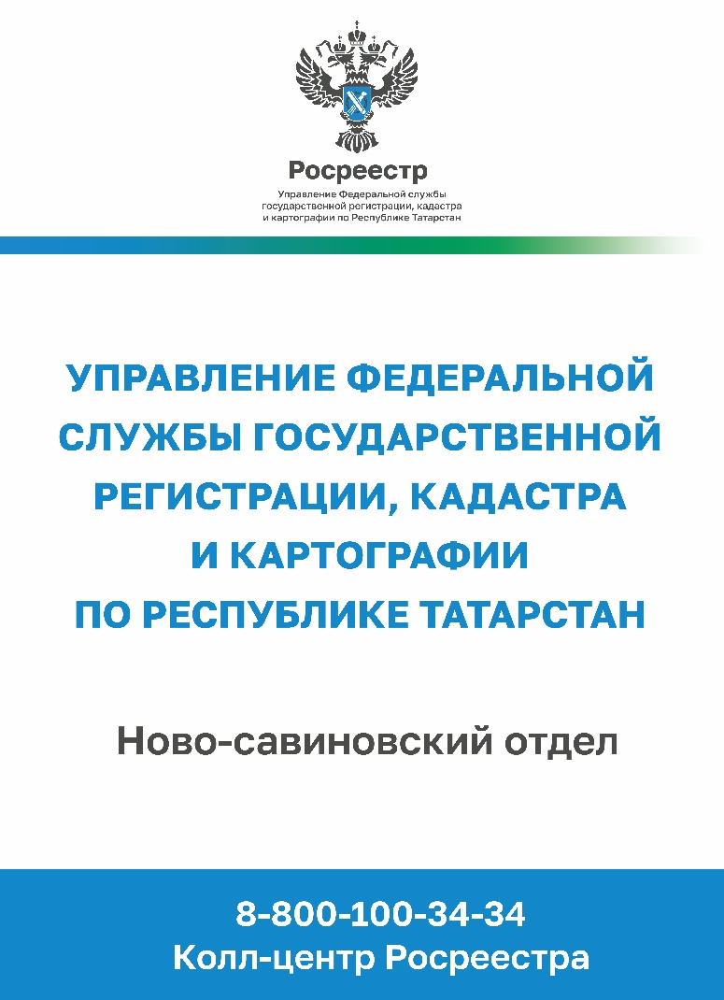 Росреестр
Управление Федеральной службы
государственной регистрации, кадастра
и картографии по Республике Татарстан
УПРАВЛЕНИЕ ФЕДЕРАЛЬНОЙ
СЛУЖБЫ ГОСУДАРСТВЕННОЙ
РЕГИСТРАЦИИ, КАДАСТРА
И КАРТОГРАФИИ
ПО РЕСПУБЛИКЕ ТАТАРСТАН
Ново-савиновский отдел
8-800-100-34-34
Колл-центр Росреестра